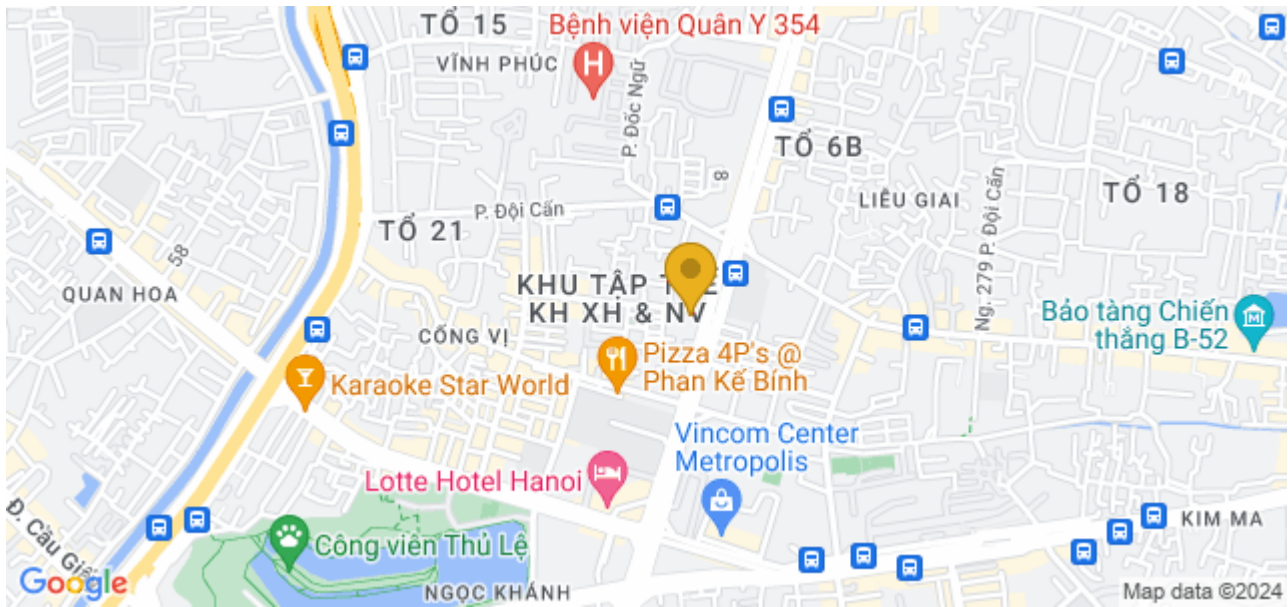 TỔ 15
Bệnh viện Quân Y 354
VĨNH PHÚC
P. Đốc Ngữ
TỔ 6B
8
LIỄU GIAI
TỔ 18
P. Đội Cấn
TỔ 21
58
QUAN HOA
Ng. 279 P. Đội Cấn
KHU TẬP THỂ
KH XH & NV
CỐNG VỊ
Bảo tàng Chiến
thắng B-52
Pizza 4P's @
Phan Kế Bính
Karaoke Star World
Vincom Center
Metropolis
Lotte Hotel Hanoi
KIM MA
Đ. Cầu Giấy
Công viên Thủ Lệ
Google
NGỌC KHÁNH
Map data ©2024